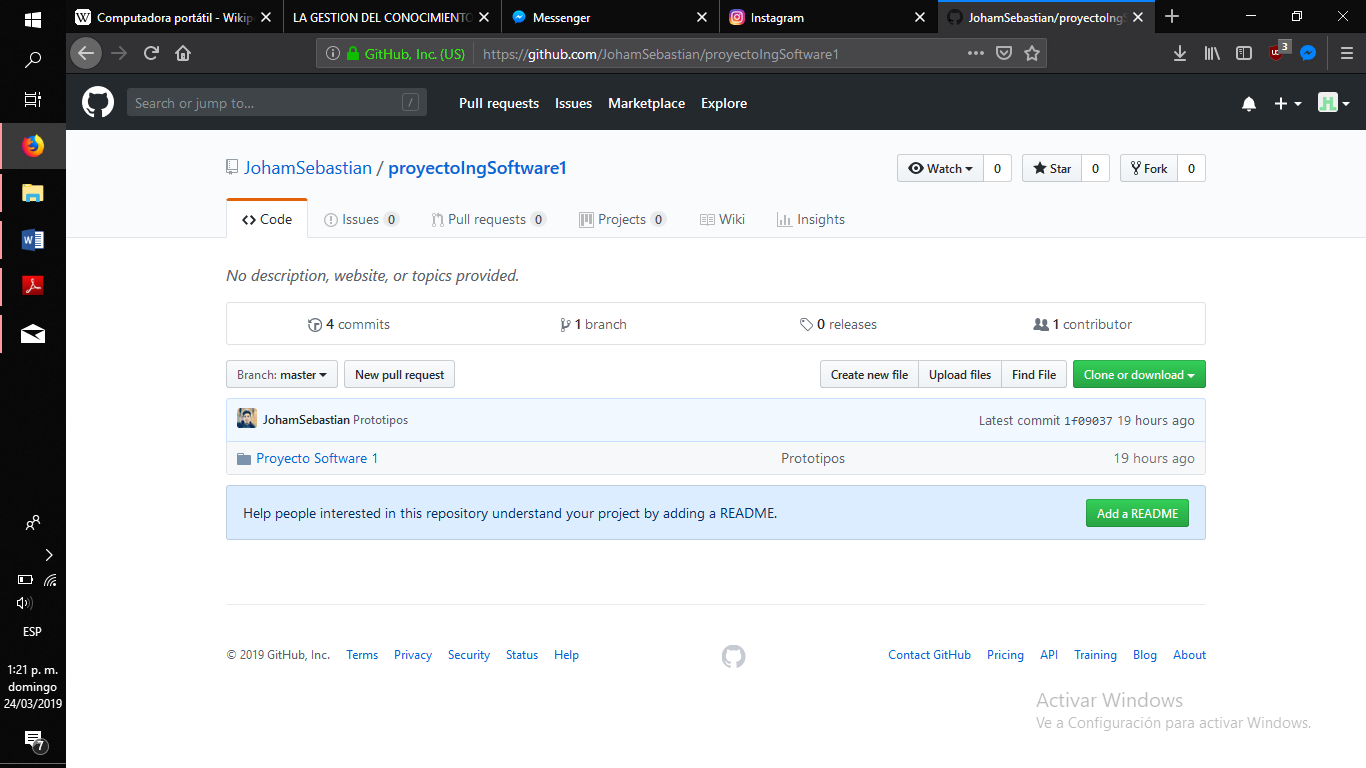 Computadora portátil - Wikip
LA GESTION DEL CONOCIMIENTO
Messenger
Instagram
JohamSebastian/proyectoIngS
GitHub, Inc. (US)
https://github.com/JohamSebastian/proyectoIngSoftware1
3
Search or jump to...
/
Pull requests
Issues
Marketplace
Explore
JohamSebastian / proyectoIngSoftware1
Watch 0
Star 0
Fork 0
Code
Issues 0
Pull requests 0
Projects 0
Wiki
Insights
No description, website, or topics provided.
4 commits
1 branch
0 releases
1 contributor
Branch: master
New pull request
Create new file
Upload files
Find File
Clone or download
JohamSebastian Prototipos
Latest commit 1f09037 19 hours ago
Proyecto Software 1
Prototipos
19 hours ago
Help people interested in this repository understand your project by adding a README.
Add a README
© 2019 GitHub, Inc.
Terms
Privacy
Security
Status
Help
Contact GitHub
Pricing
API
Training
Blog
About
Activar Windows
Ve a Configuración para activar Windows.
ESP
1:21 p. m.
domingo
24/03/2019
7